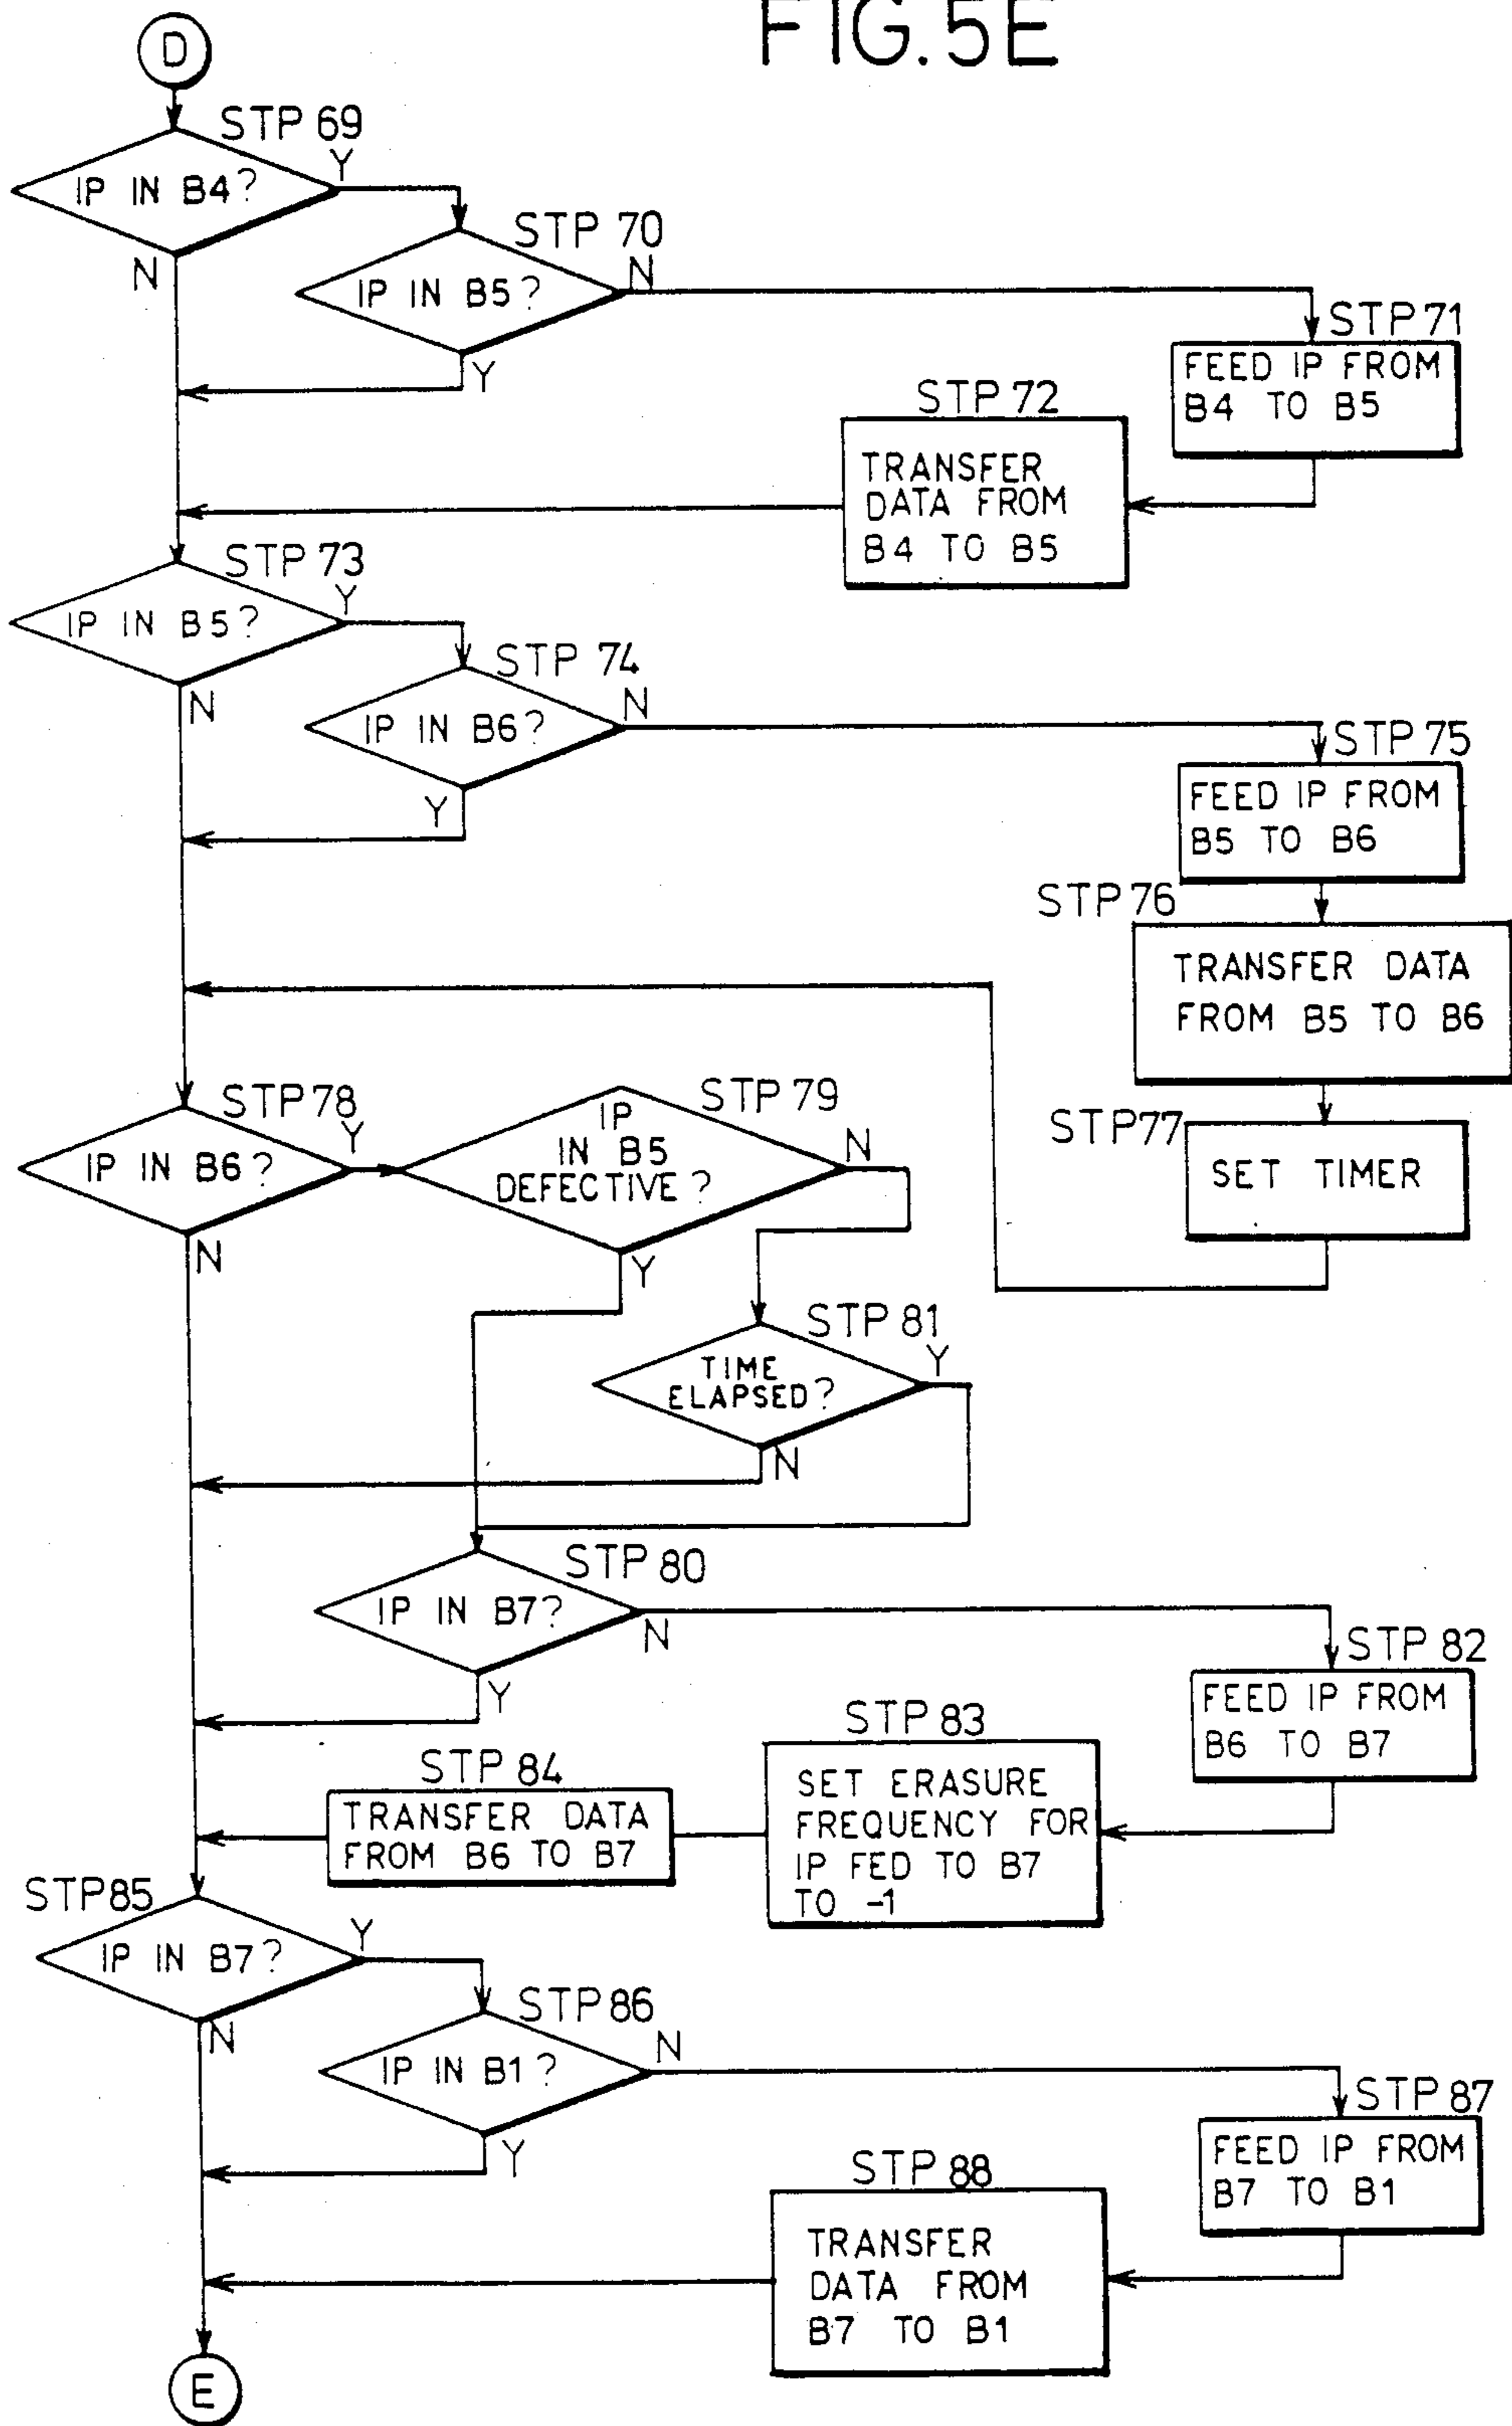 FIG. 5E
D
STP 69
IP IN B4?
Y
N
STP 70
IP IN B5?
N
Y
STP 71
FEED IP FROM
B4 TO B5
STP 72
TRANSFER
DATA FROM
B4 TO B5
STP 73
IP IN B5?
Y
N
STP 74
IP IN B6?
N
Y
STP 75
FEED IP FROM
B5 TO B6
STP 76
TRANSFER DATA
FROM B5 TO B6
STP 77
SET TIMER
STP 78
IP IN B6?
Y
N
STP 79
IP
IN B5
DEFECTIVE?
N
Y
STP 81
TIME
ELAPSED?
Y
N
STP 80
IP IN B7?
N
Y
STP 82
FEED IP FROM
B6 TO B7
STP 83
SET ERASURE
FREQUENCY FOR
IP FED TO B7
TO -1
STP 84
TRANSFER DATA
FROM B6 TO B7
STP 85
IP IN B7?
Y
N
STP 86
IP IN B1?
N
Y
STP 87
FEED IP FROM
B7 TO B1
STP 88
TRANSFER
DATA FROM
B7 TO B1
E